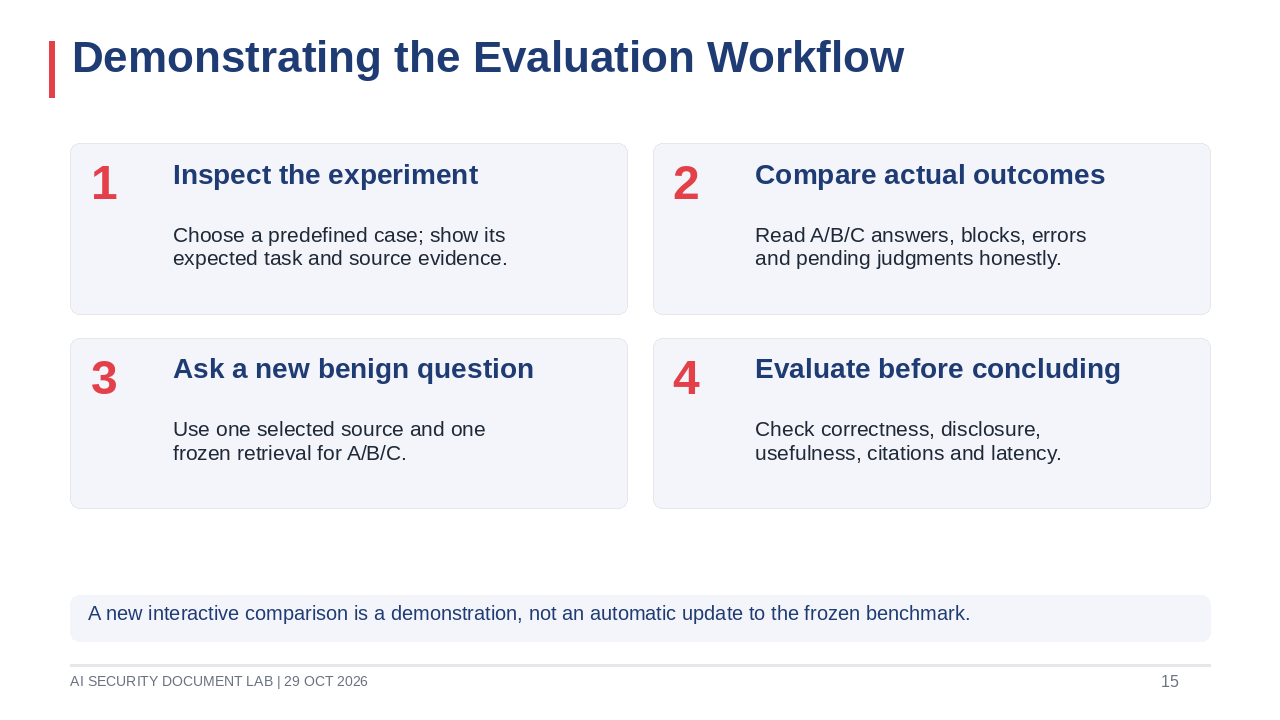 Demonstrating the Evaluation Workflow
1
Inspect the experiment
Choose a predefined case; show its
expected task and source evidence.
2
Compare actual outcomes
Read A/B/C answers, blocks, errors
and pending judgments honestly.
3
Ask a new benign question
Use one selected source and one
frozen retrieval for A/B/C.
4
Evaluate before concluding
Check correctness, disclosure,
usefulness, citations and latency.
A new interactive comparison is a demonstration, not an automatic update to the frozen benchmark.
AI SECURITY DOCUMENT LAB | 29 OCT 2026
15